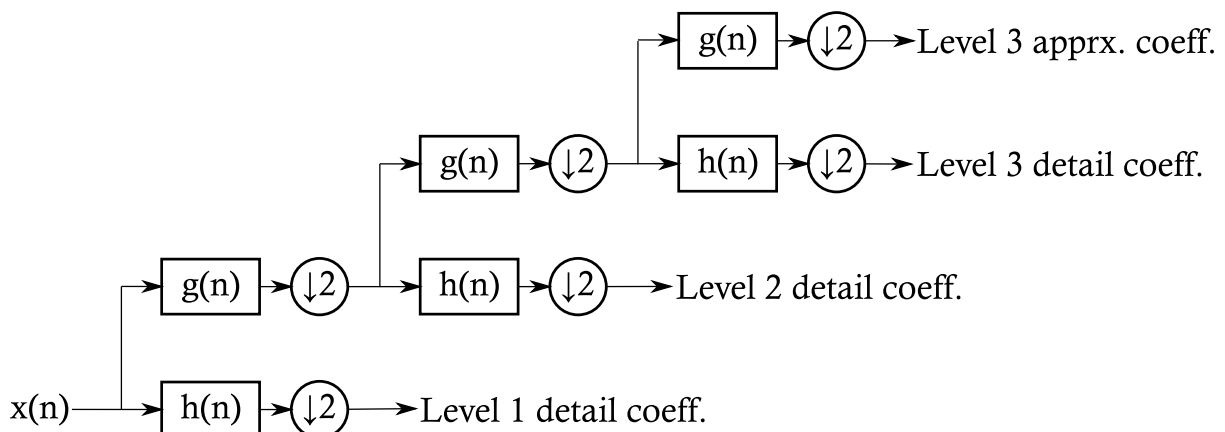 g(n) ↓2 Level 3 apprx. coeff.
g(n) ↓2 h(n) ↓2 Level 3 detail coeff.
g(n) ↓2 h(n) ↓2 Level 2 detail coeff.
x(n) h(n) ↓2 Level 1 detail coeff.